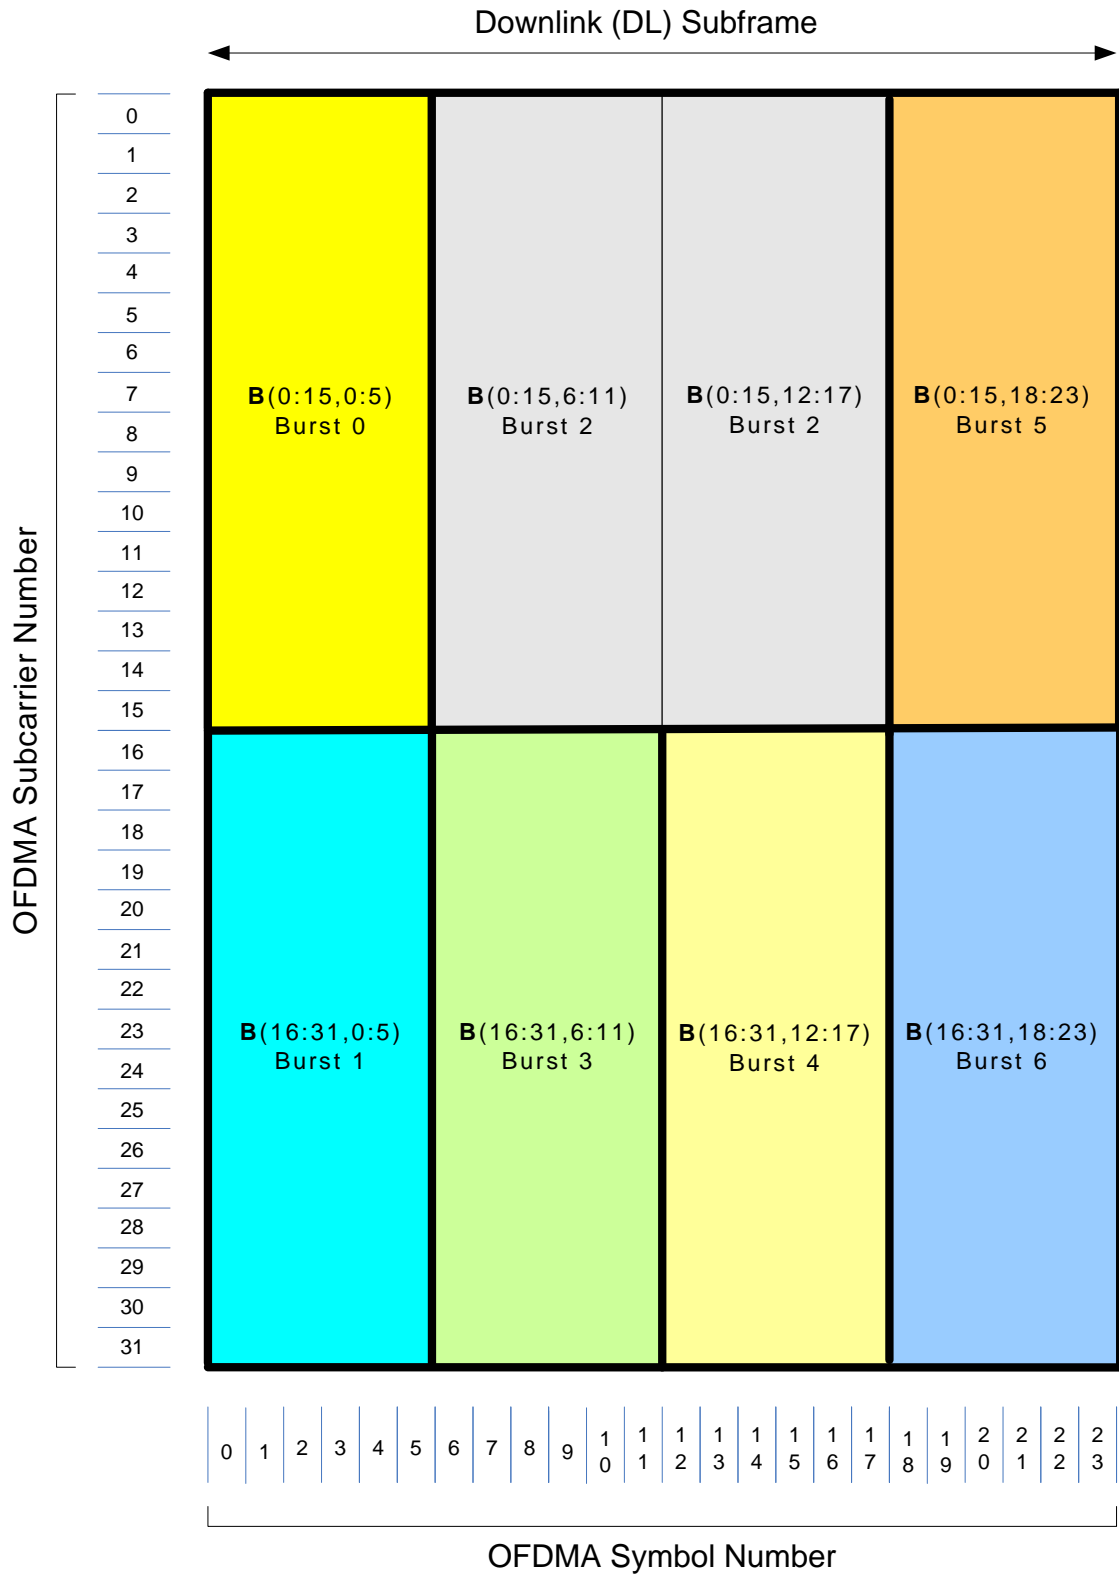 Downlink (DL) Subframe
OFDMA Subcarrier Number
0
1
2
3
4
5
6
7
8
9
10
11
12
13
14
15
16
17
18
19
20
21
22
23
24
25
26
27
28
29
30
31
B(0:15,0:5)
Burst 0
B(0:15,6:11)
Burst 2
B(0:15,12:17)
Burst 2
B(0:15,18:23)
Burst 5
B(16:31,0:5)
Burst 1
B(16:31,6:11)
Burst 3
B(16:31,12:17)
Burst 4
B(16:31,18:23)
Burst 6
0 1 2 3 4 5 6 7 8 9 10 11 12 13 14 15 16 17 18 19 20 21 22 23
OFDMA Symbol Number